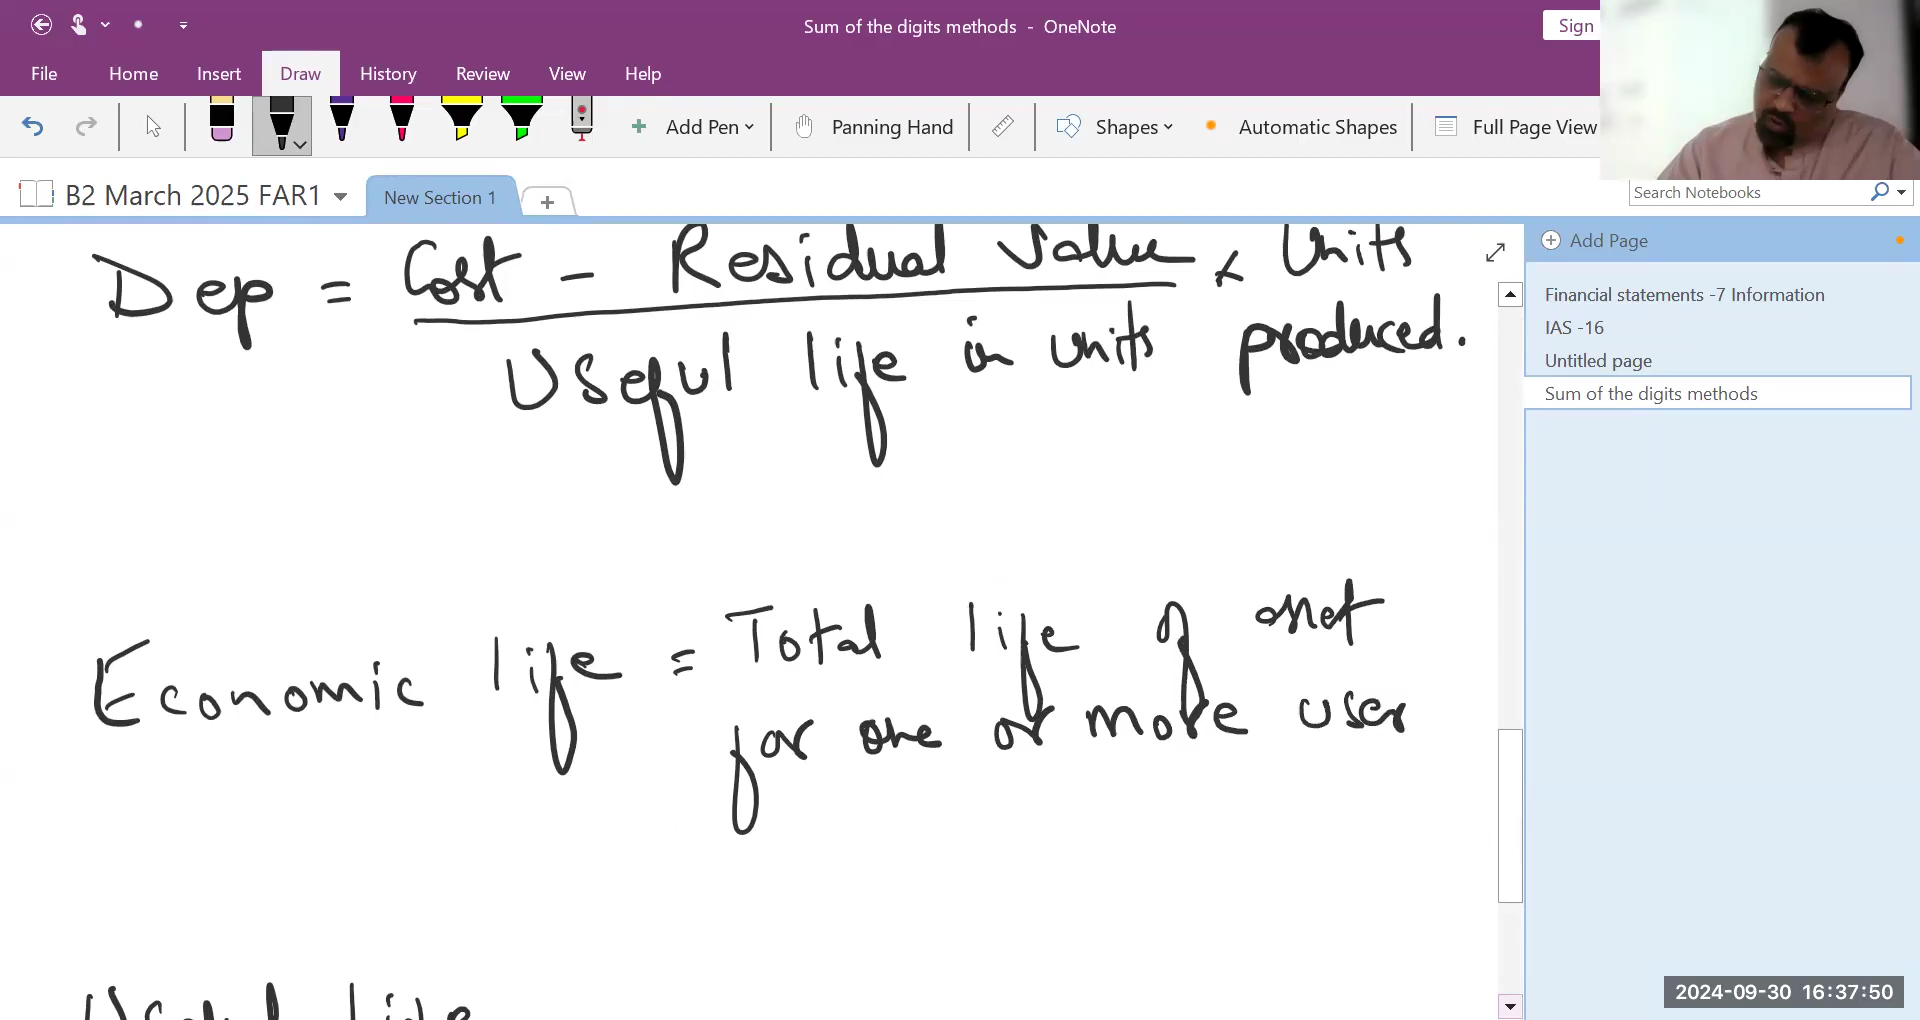 Sum of the digits methods - OneNote
Sign
File Home Insert Draw History Review View Help
Add Pen Panning Hand Shapes Automatic Shapes Full Page View
B2 March 2025 FAR1 New Section 1
Search Notebooks
Add Page
Financial statements -7 Information
IAS -16
Untitled page
Sum of the digits methods
Dep = Cost - Residual Value × Units
Useful life in units produced.
Economic life = Total life of asset
for one or more user
Useful life
2024-09-30 16:37:50